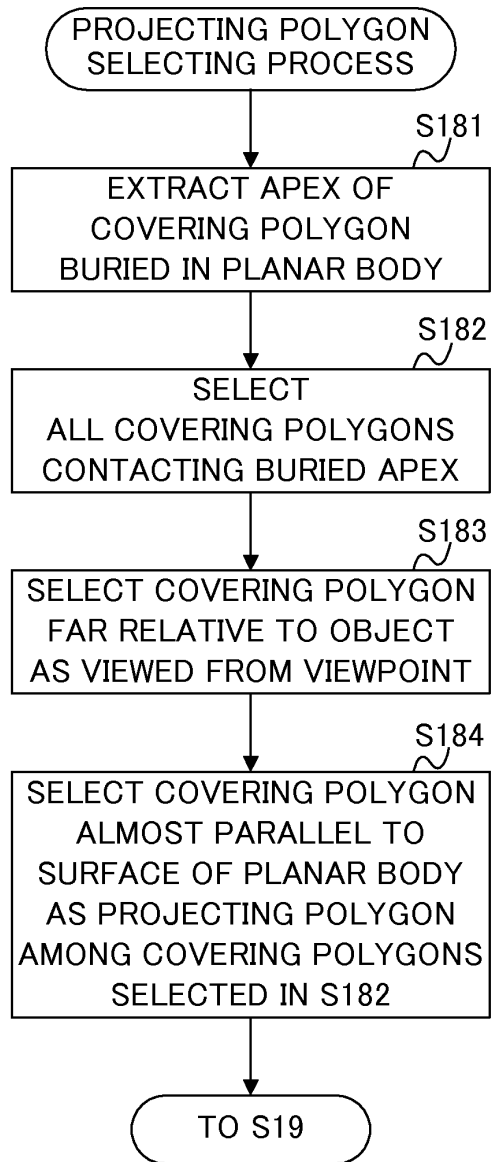 PROJECTING POLYGON
SELECTING PROCESS
S181
EXTRACT APEX OF
COVERING POLYGON
BURIED IN PLANAR BODY
S182
SELECT
ALL COVERING POLYGONS
CONTACTING BURIED APEX
S183
SELECT COVERING POLYGON
FAR RELATIVE TO OBJECT
AS VIEWED FROM VIEWPOINT
S184
SELECT COVERING POLYGON
ALMOST PARALLEL TO
SURFACE OF PLANAR BODY
AS PROJECTING POLYGON
AMONG COVERING POLYGONS
SELECTED IN S182
TO S19